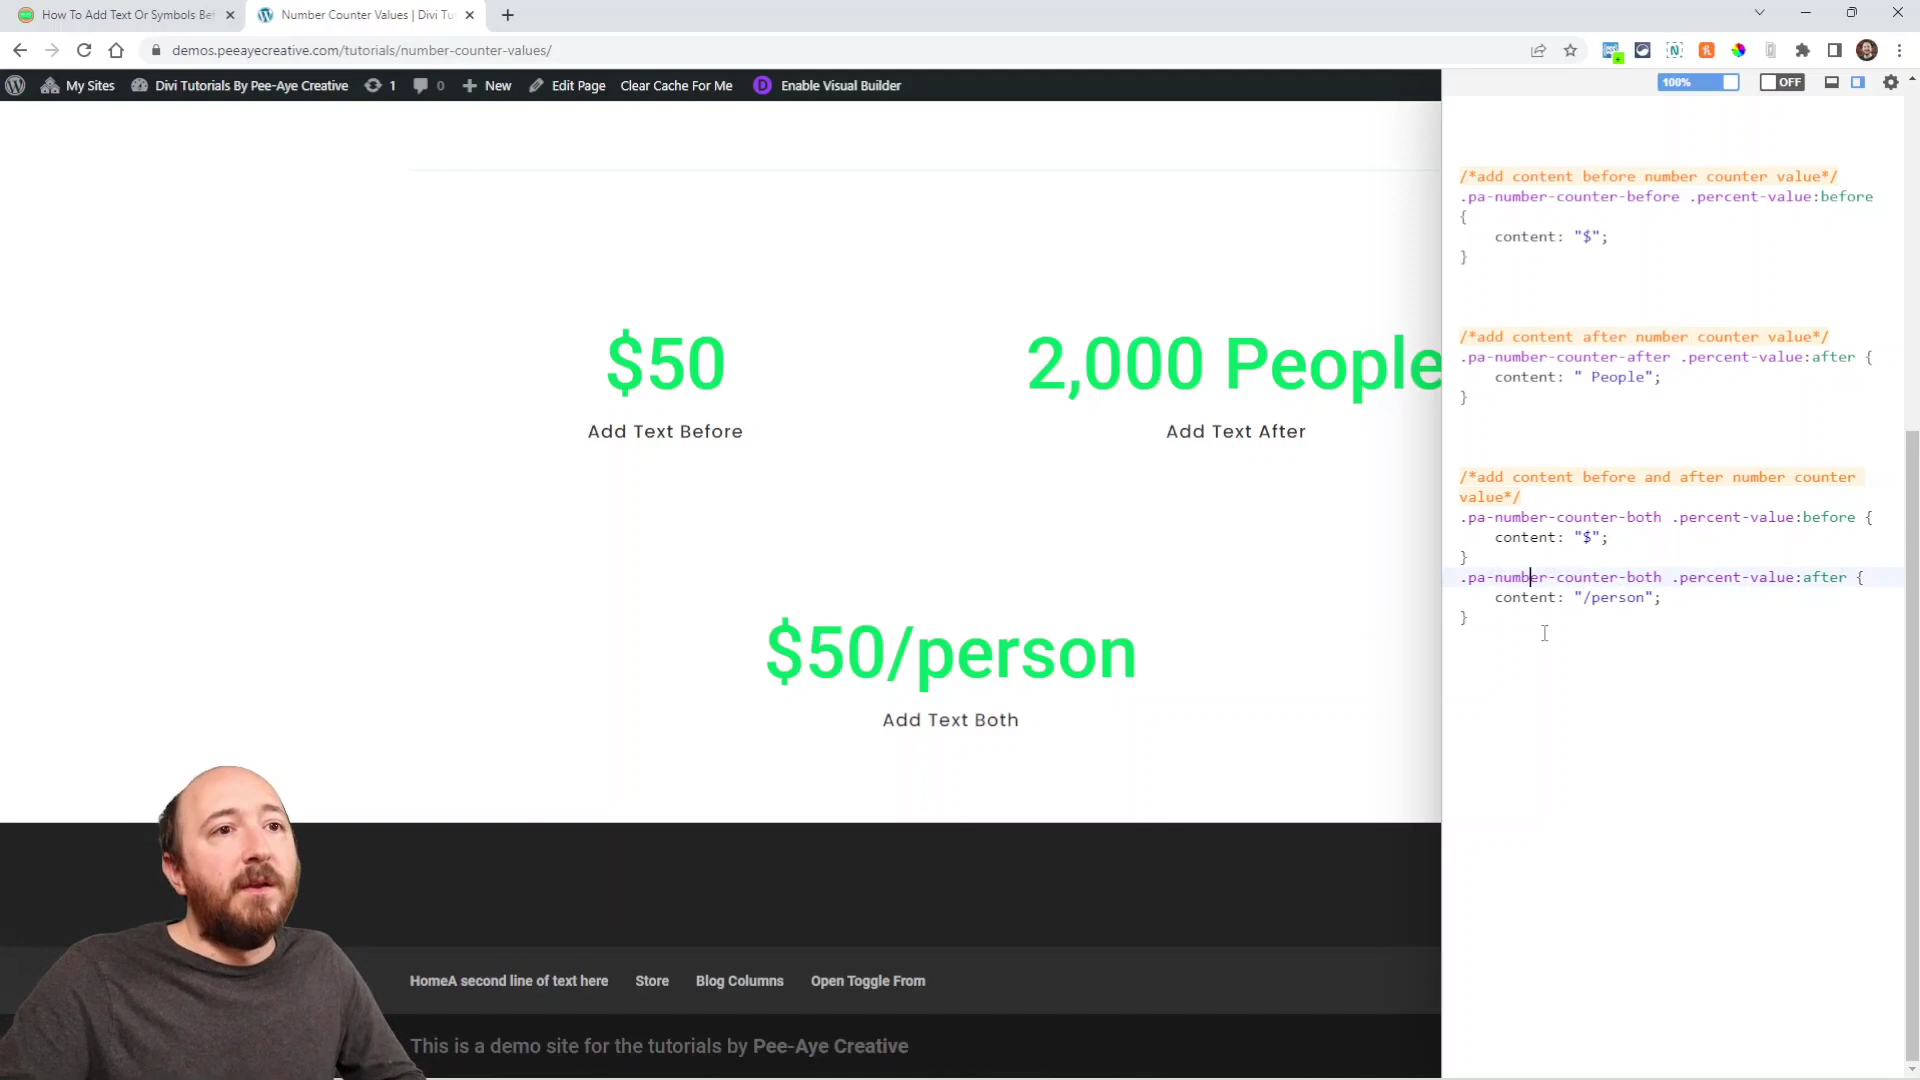 How To Add Text Or Symbols Be
Number Counter Values | Divi Tu
demos.peeayecreative.com/tutorials/number-counter-values/
My Sites
Divi Tutorials By Pee-Aye Creative
1
0
New
Edit Page
Clear Cache For Me
D
Enable Visual Builder
100%
OFF
/*add content before number counter value*/
.pa-number-counter-before .percent-value:before
{
content: "$";
}
/*add content after number counter value*/
.pa-number-counter-after .percent-value:after {
content: " People";
}
/*add content before and after number counter
value*/
.pa-number-counter-both .percent-value:before {
content: "$";
}
.pa-number-counter-both .percent-value:after {
content: "/person";
}
$50
Add Text Before
2,000 People
Add Text After
$50/person
Add Text Both
HomeA second line of text here
Store
Blog Columns
Open Toggle From
This is a demo site for the tutorials by Pee-Aye Creative